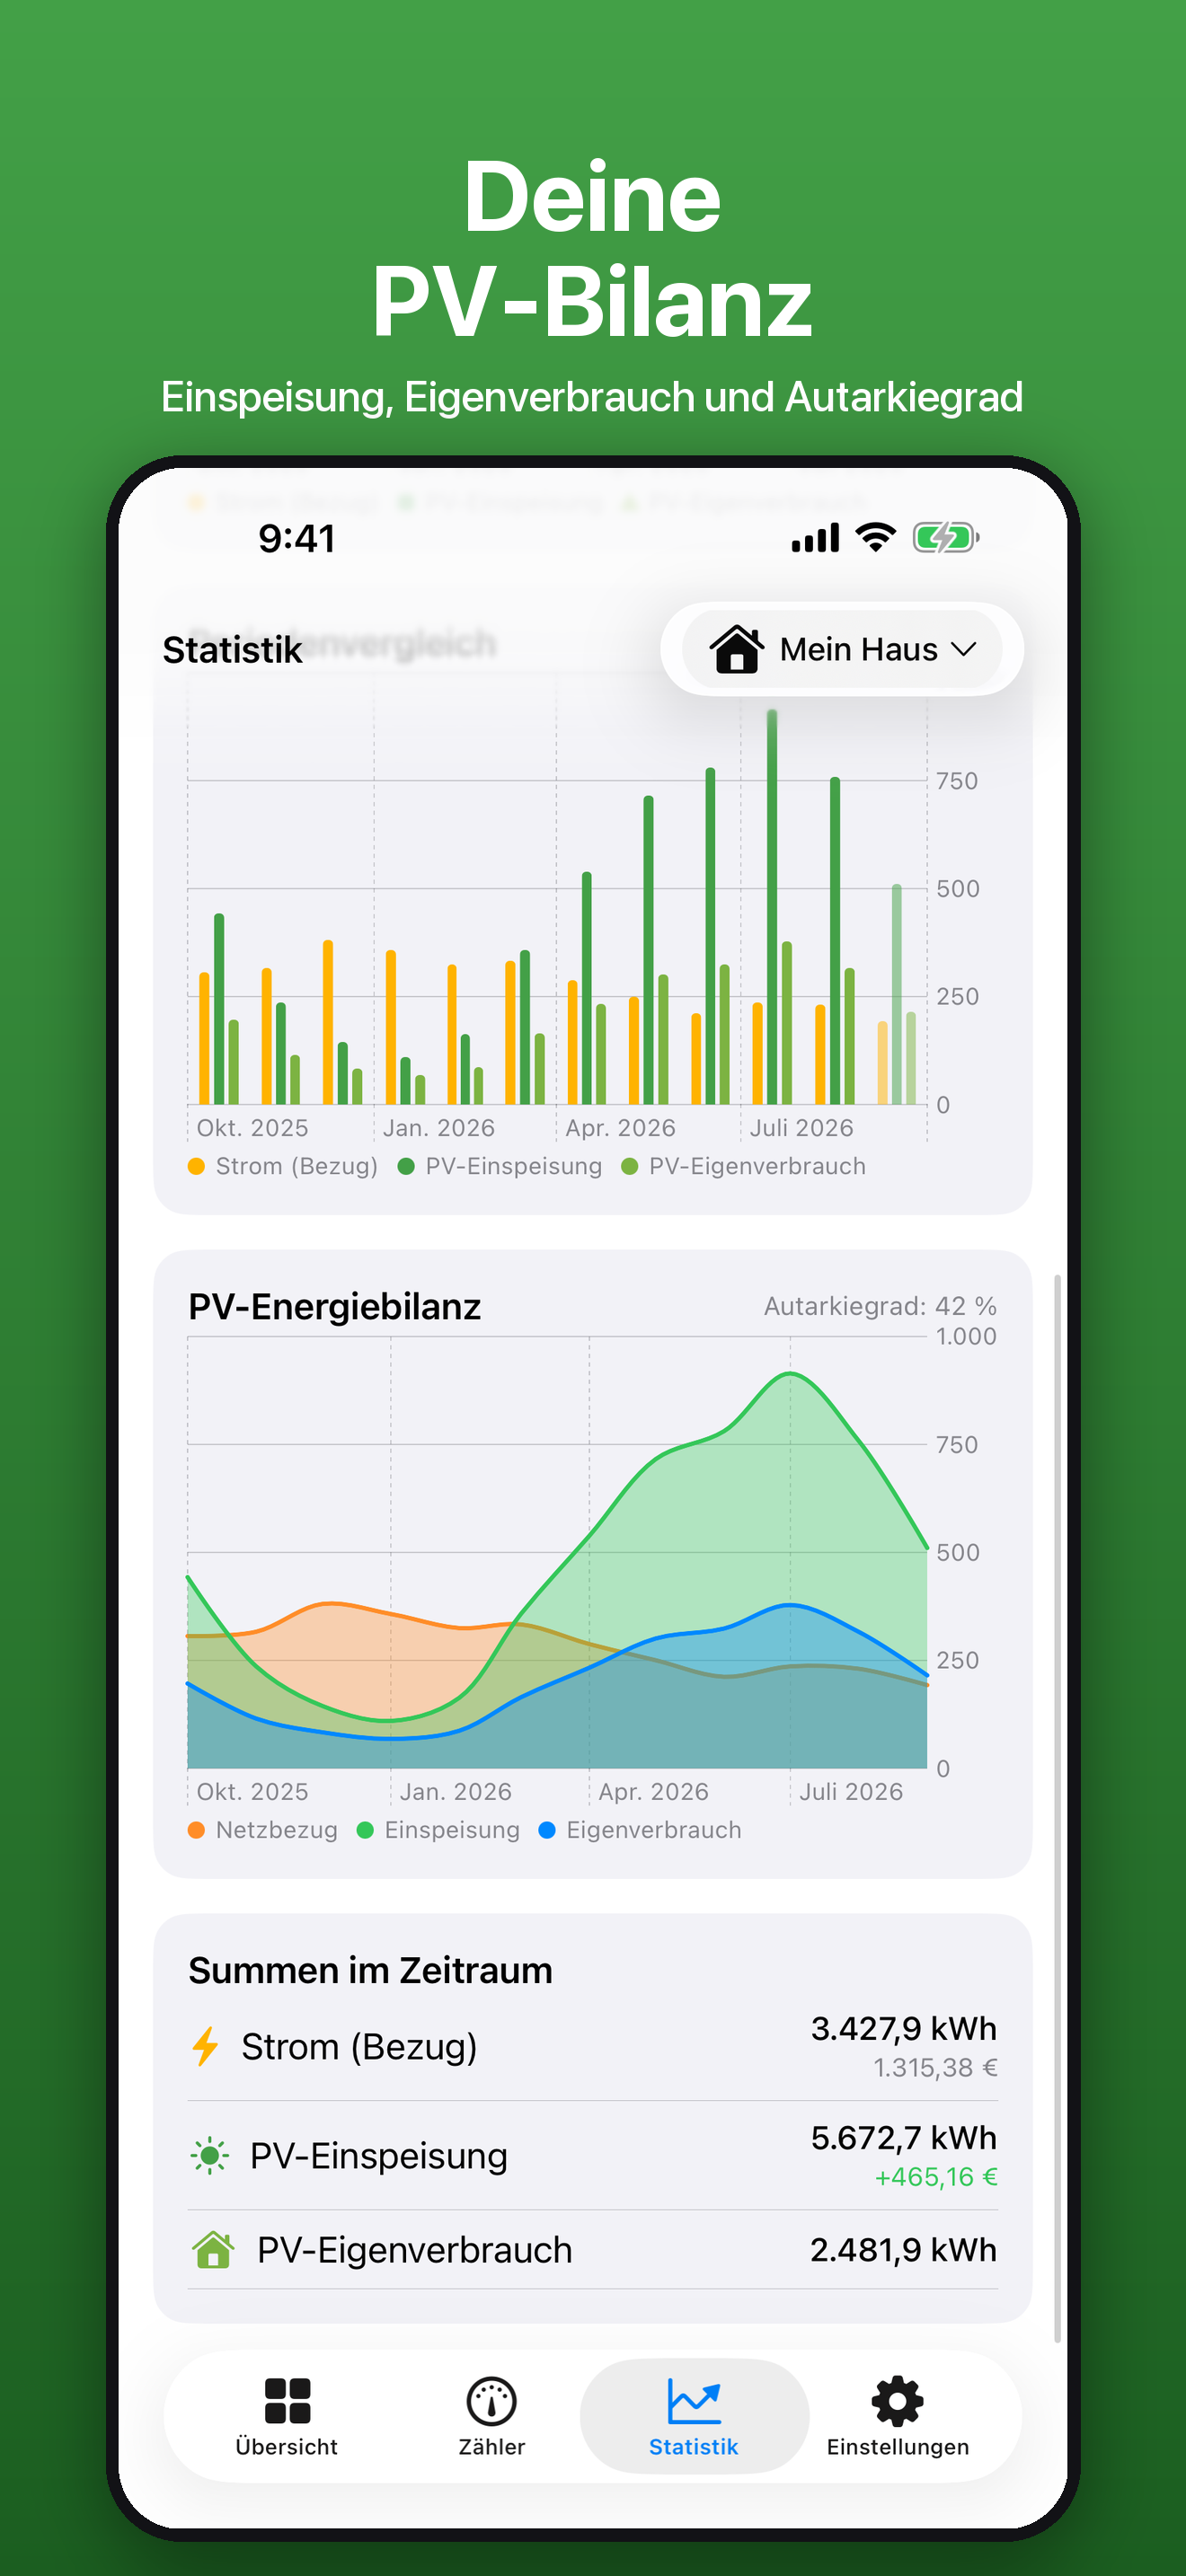 Deine
PV-Bilanz
Einspeisung, Eigenverbrauch und Autarkiegrad
9:41
Statistik
Mein Haus
750
500
250
0
Okt. 2025 Jan. 2026 Apr. 2026 Juli 2026
Strom (Bezug) PV-Einspeisung PV-Eigenverbrauch
PV-Energiebilanz
Autarkiegrad: 42 %
1.000
750
500
250
0
Okt. 2025 Jan. 2026 Apr. 2026 Juli 2026
Netzbezug Einspeisung Eigenverbrauch
Summen im Zeitraum
Strom (Bezug) 3.427,9 kWh
1.315,38 €
PV-Einspeisung 5.672,7 kWh
+465,16 €
PV-Eigenverbrauch 2.481,9 kWh
Übersicht Zähler Statistik Einstellungen